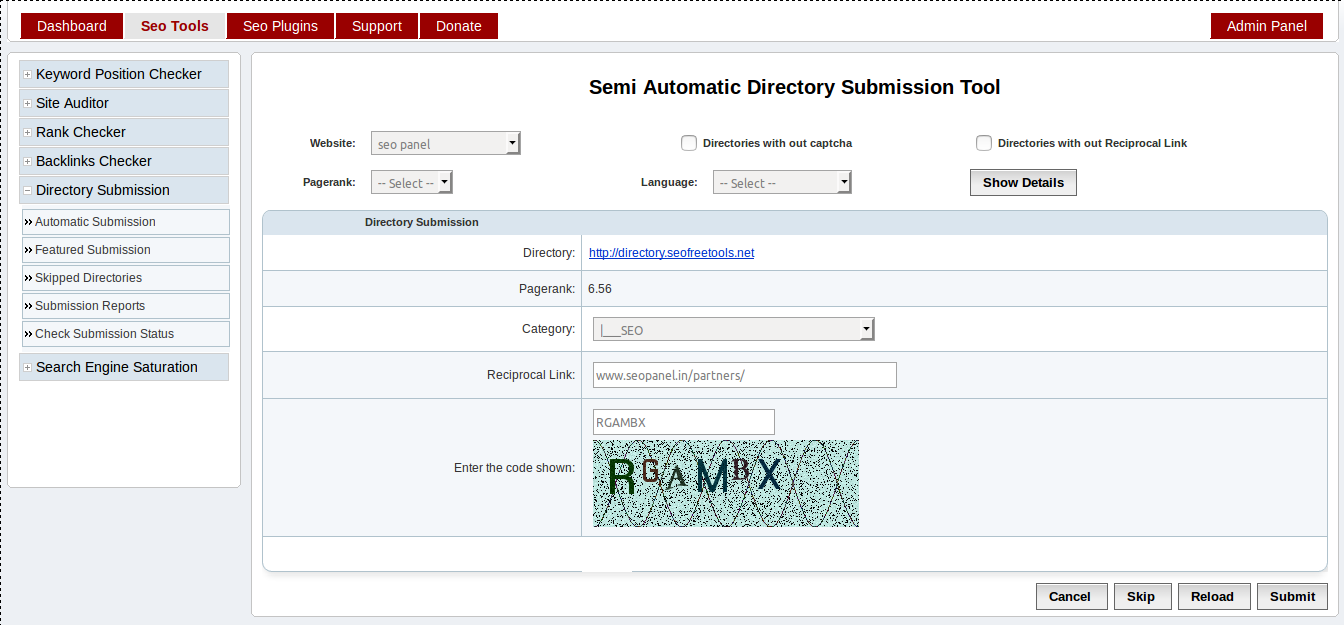 Dashboard Seo Tools Seo Plugins Support Donate Admin Panel
Keyword Position Checker
Site Auditor
Rank Checker
Backlinks Checker
Directory Submission
Automatic Submission
Featured Submission
Skipped Directories
Submission Reports
Check Submission Status
Search Engine Saturation
Semi Automatic Directory Submission Tool
Website: seo panel Directories with out captcha Directories with out Reciprocal Link
Pagerank: -- Select -- Language: -- Select -- Show Details
Directory Submission
Directory: http://directory.seofreetools.net
Pagerank: 6.56
Category: |___SEO
Reciprocal Link: www.seopanel.in/partners/
RGAMBX
Enter the code shown: RGAMBX
Cancel Skip Reload Submit